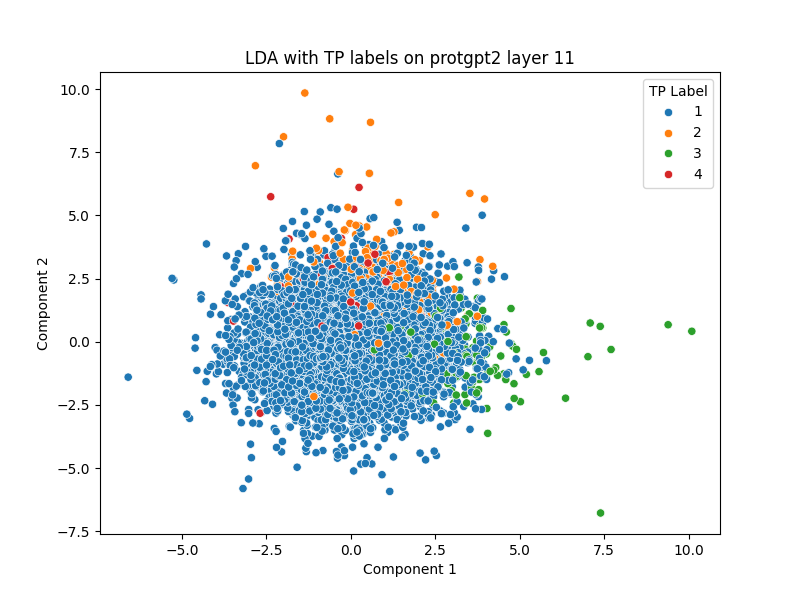 LDA with TP labels on protgpt2 layer 11
TP Label
1
2
3
4
10.0
7.5
5.0
2.5
0.0
−2.5
−5.0
−7.5
Component 2
−5.0 −2.5 0.0 2.5 5.0 7.5 10.0
Component 1